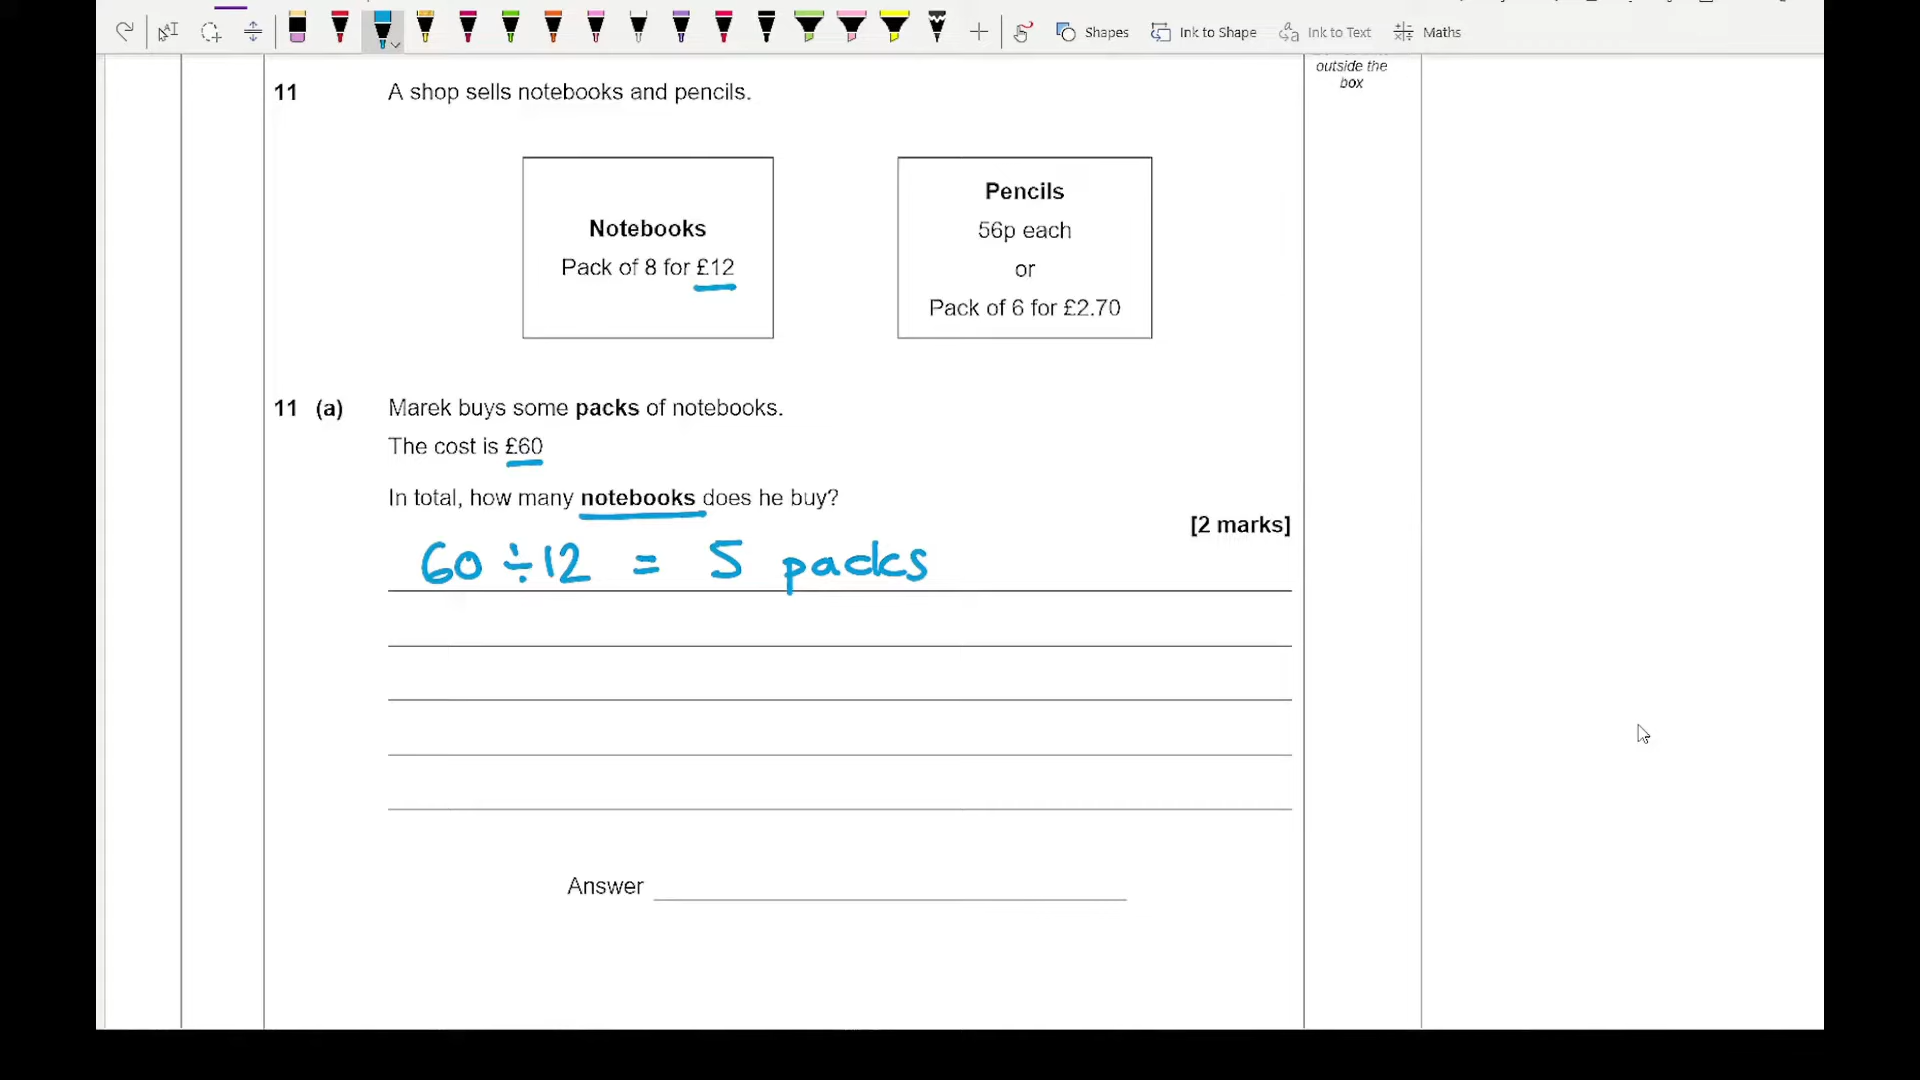 Shapes
Ink to Shape
Ink to Text
Maths
outside the
box
11 A shop sells notebooks and pencils.
Notebooks
Pack of 8 for £12
Pencils
56p each
or
Pack of 6 for £2.70
11 (a) Marek buys some packs of notebooks.
The cost is £60
In total, how many notebooks does he buy?
[2 marks]
60 ÷ 12 = 5 packs
Answer